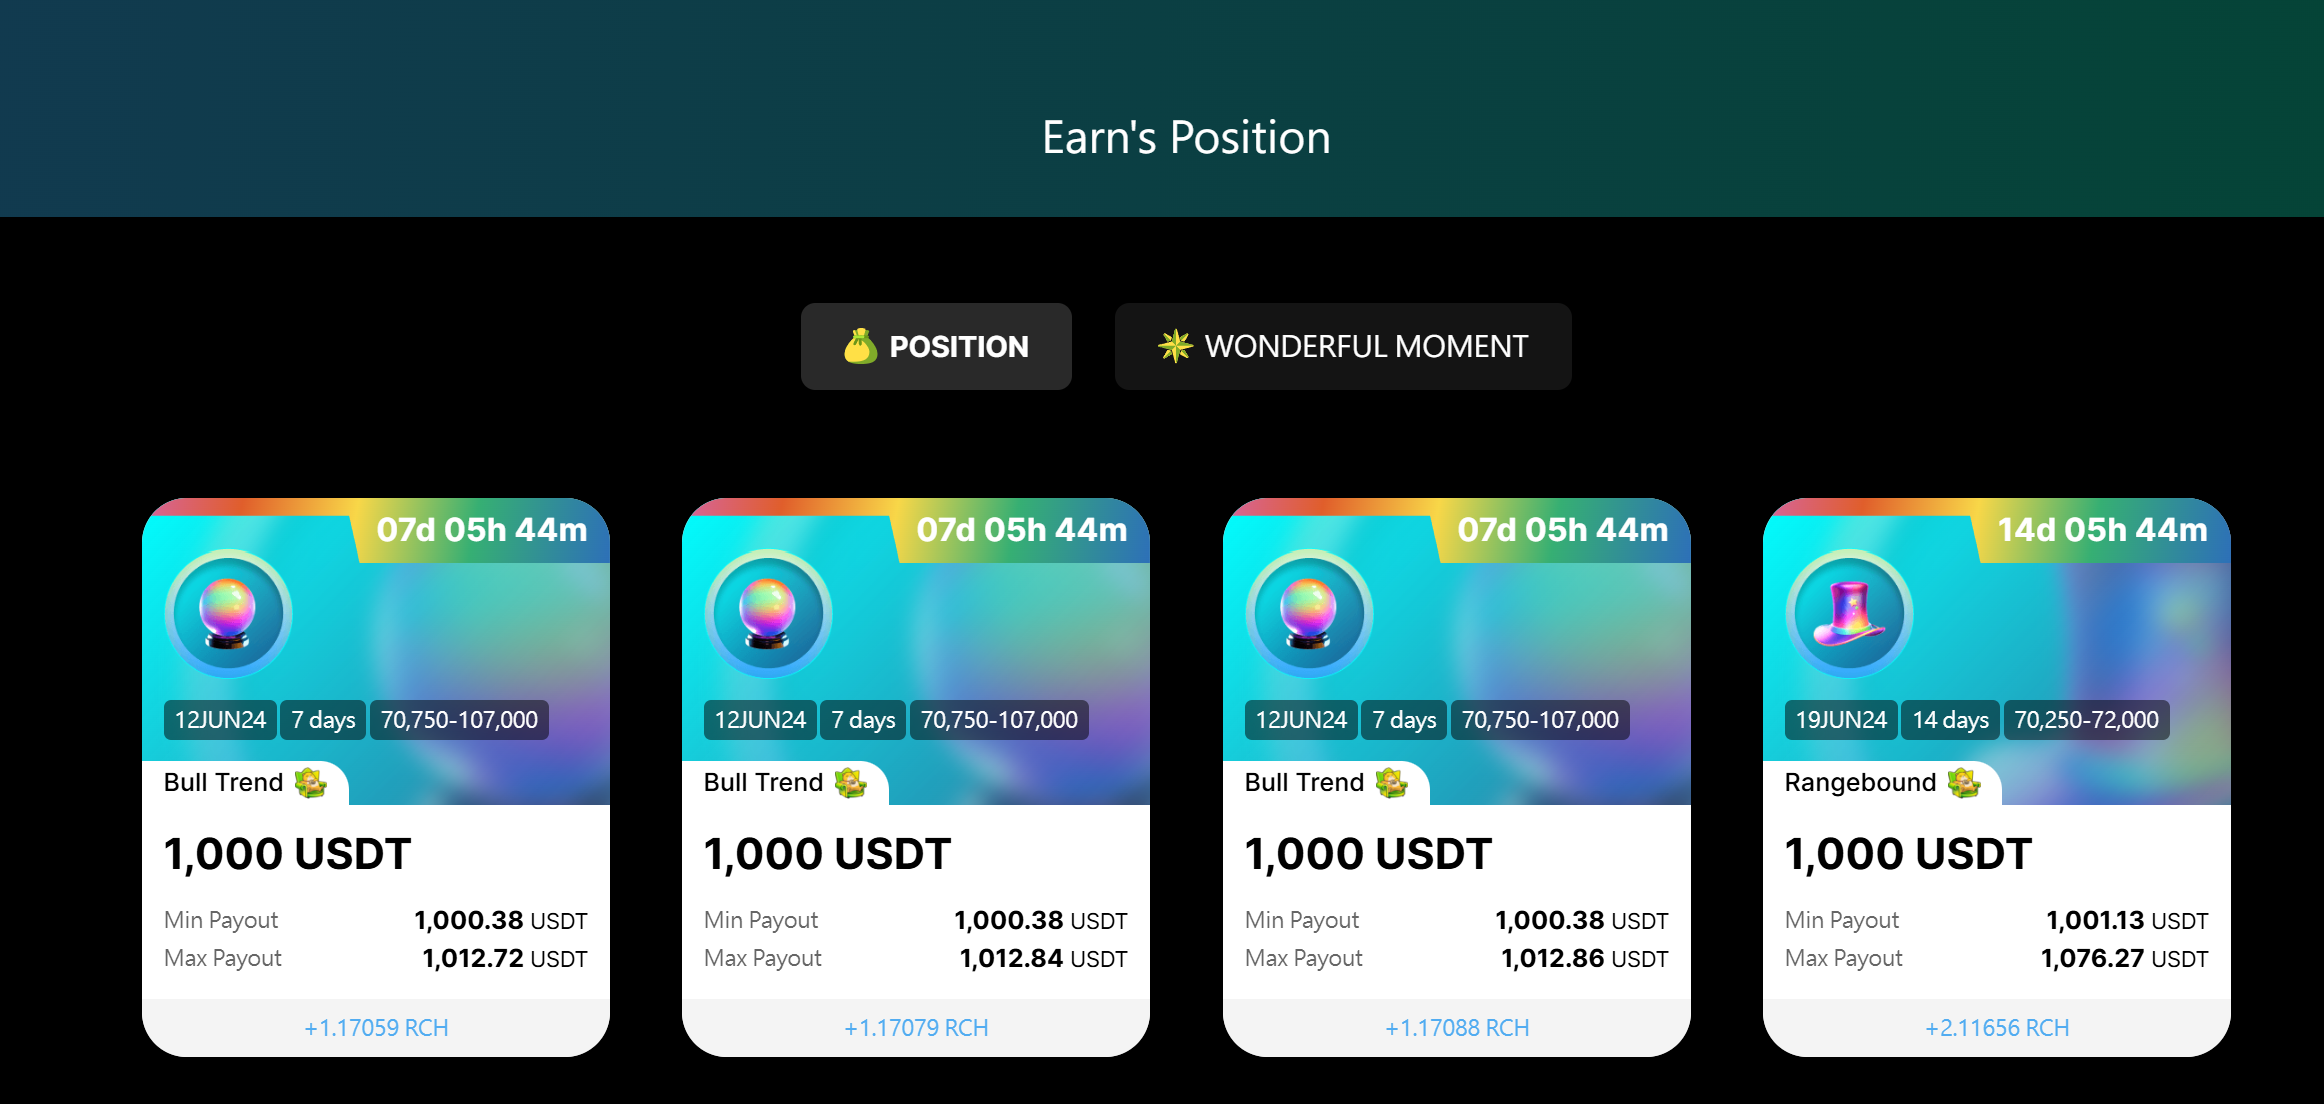 Earn's Position
POSITION
WONDERFUL MOMENT
07d 05h 44m
12JUN24 7 days 70,750-107,000
Bull Trend
1,000 USDT
Min Payout 1,000.38 USDT
Max Payout 1,012.72 USDT
+1.17059 RCH
07d 05h 44m
12JUN24 7 days 70,750-107,000
Bull Trend
1,000 USDT
Min Payout 1,000.38 USDT
Max Payout 1,012.84 USDT
+1.17079 RCH
07d 05h 44m
12JUN24 7 days 70,750-107,000
Bull Trend
1,000 USDT
Min Payout 1,000.38 USDT
Max Payout 1,012.86 USDT
+1.17088 RCH
14d 05h 44m
19JUN24 14 days 70,250-72,000
Rangebound
1,000 USDT
Min Payout 1,001.13 USDT
Max Payout 1,076.27 USDT
+2.11656 RCH